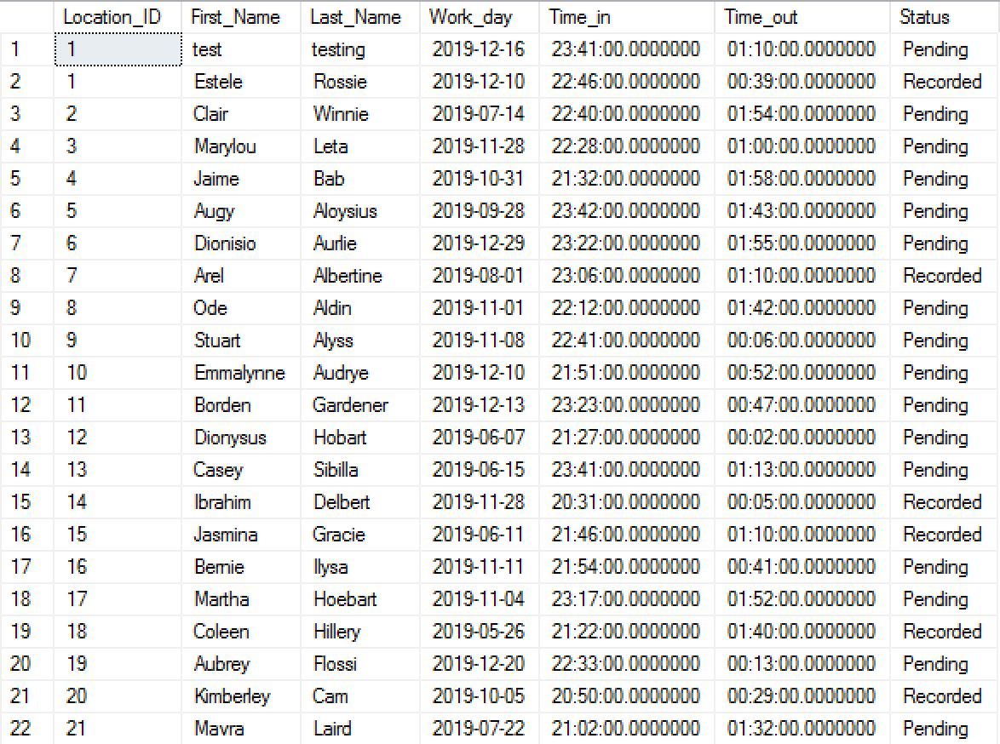 Location_ID First_Name Last_Name Work_day Time_in Time_out Status
1 1 test testing 2019-12-16 23:41:00.0000000 01:10:00.0000000 Pending
2 1 Estele Rossie 2019-12-10 22:46:00.0000000 00:39:00.0000000 Recorded
3 2 Clair Winnie 2019-07-14 22:40:00.0000000 01:54:00.0000000 Pending
4 3 Marylou Leta 2019-11-28 22:28:00.0000000 01:00:00.0000000 Pending
5 4 Jaime Bab 2019-10-31 21:32:00.0000000 01:58:00.0000000 Pending
6 5 Augy Aloysius 2019-09-28 23:42:00.0000000 01:43:00.0000000 Pending
7 6 Dionisio Aurlie 2019-12-29 23:22:00.0000000 01:55:00.0000000 Pending
8 7 Arel Albertine 2019-08-01 23:06:00.0000000 01:10:00.0000000 Recorded
9 8 Ode Aldin 2019-11-01 22:12:00.0000000 01:42:00.0000000 Pending
10 9 Stuart Alyss 2019-11-08 22:41:00.0000000 00:06:00.0000000 Pending
11 10 Emmalynne Audrye 2019-12-10 21:51:00.0000000 00:52:00.0000000 Pending
12 11 Borden Gardener 2019-12-13 23:23:00.0000000 00:47:00.0000000 Pending
13 12 Dionysus Hobart 2019-06-07 21:27:00.0000000 00:02:00.0000000 Pending
14 13 Casey Sibilla 2019-06-15 23:41:00.0000000 01:13:00.0000000 Pending
15 14 Ibrahim Delbert 2019-11-28 20:31:00.0000000 00:05:00.0000000 Recorded
16 15 Jasmina Gracie 2019-06-11 21:46:00.0000000 01:10:00.0000000 Recorded
17 16 Bernie Ilysa 2019-11-11 21:54:00.0000000 00:41:00.0000000 Pending
18 17 Martha Hoebart 2019-11-04 23:17:00.0000000 01:52:00.0000000 Pending
19 18 Coleen Hillery 2019-05-26 21:22:00.0000000 01:40:00.0000000 Recorded
20 19 Aubrey Flossi 2019-12-20 22:33:00.0000000 00:13:00.0000000 Pending
21 20 Kimberley Cam 2019-10-05 20:50:00.0000000 00:29:00.0000000 Recorded
22 21 Mavra Laird 2019-07-22 21:02:00.0000000 01:32:00.0000000 Pending